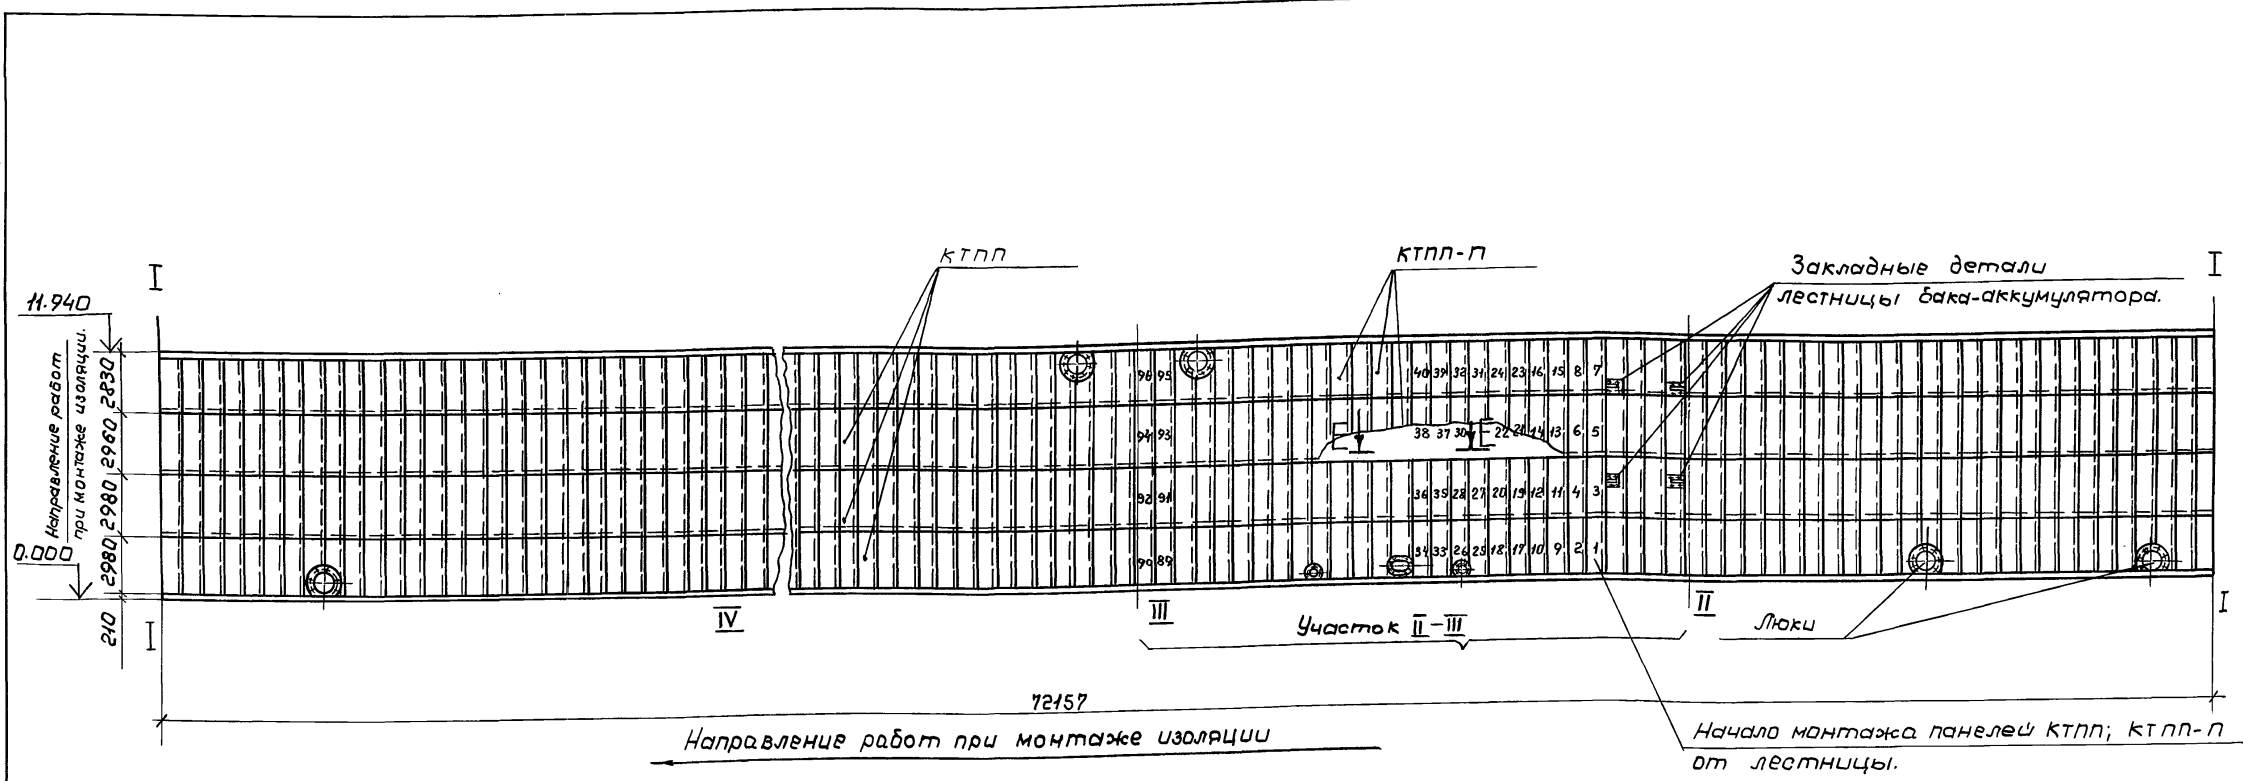 КТПП
КТПП-П
Закладные детали
лестницы бака-аккумулятора.
I
I
11.940
Направление работ
при монтаже изоляции.
2830
2960
2980
2980
210
0.000
96 95
40 39 32 31 24 23 16 15 8 7
94 93
Е
Е
38 37 30 22 21 14 13 6 5
92 91
36 35 28 27 20 19 12 11 4 3
90 89
34 33 26 25 18 17 10 9 2 1
I
IV
III
Участок II-III
II
Люки
I
72157
Направление работ при монтаже изоляции
Начало монтажа панелей КТПП; КТПП-П
от лестницы.